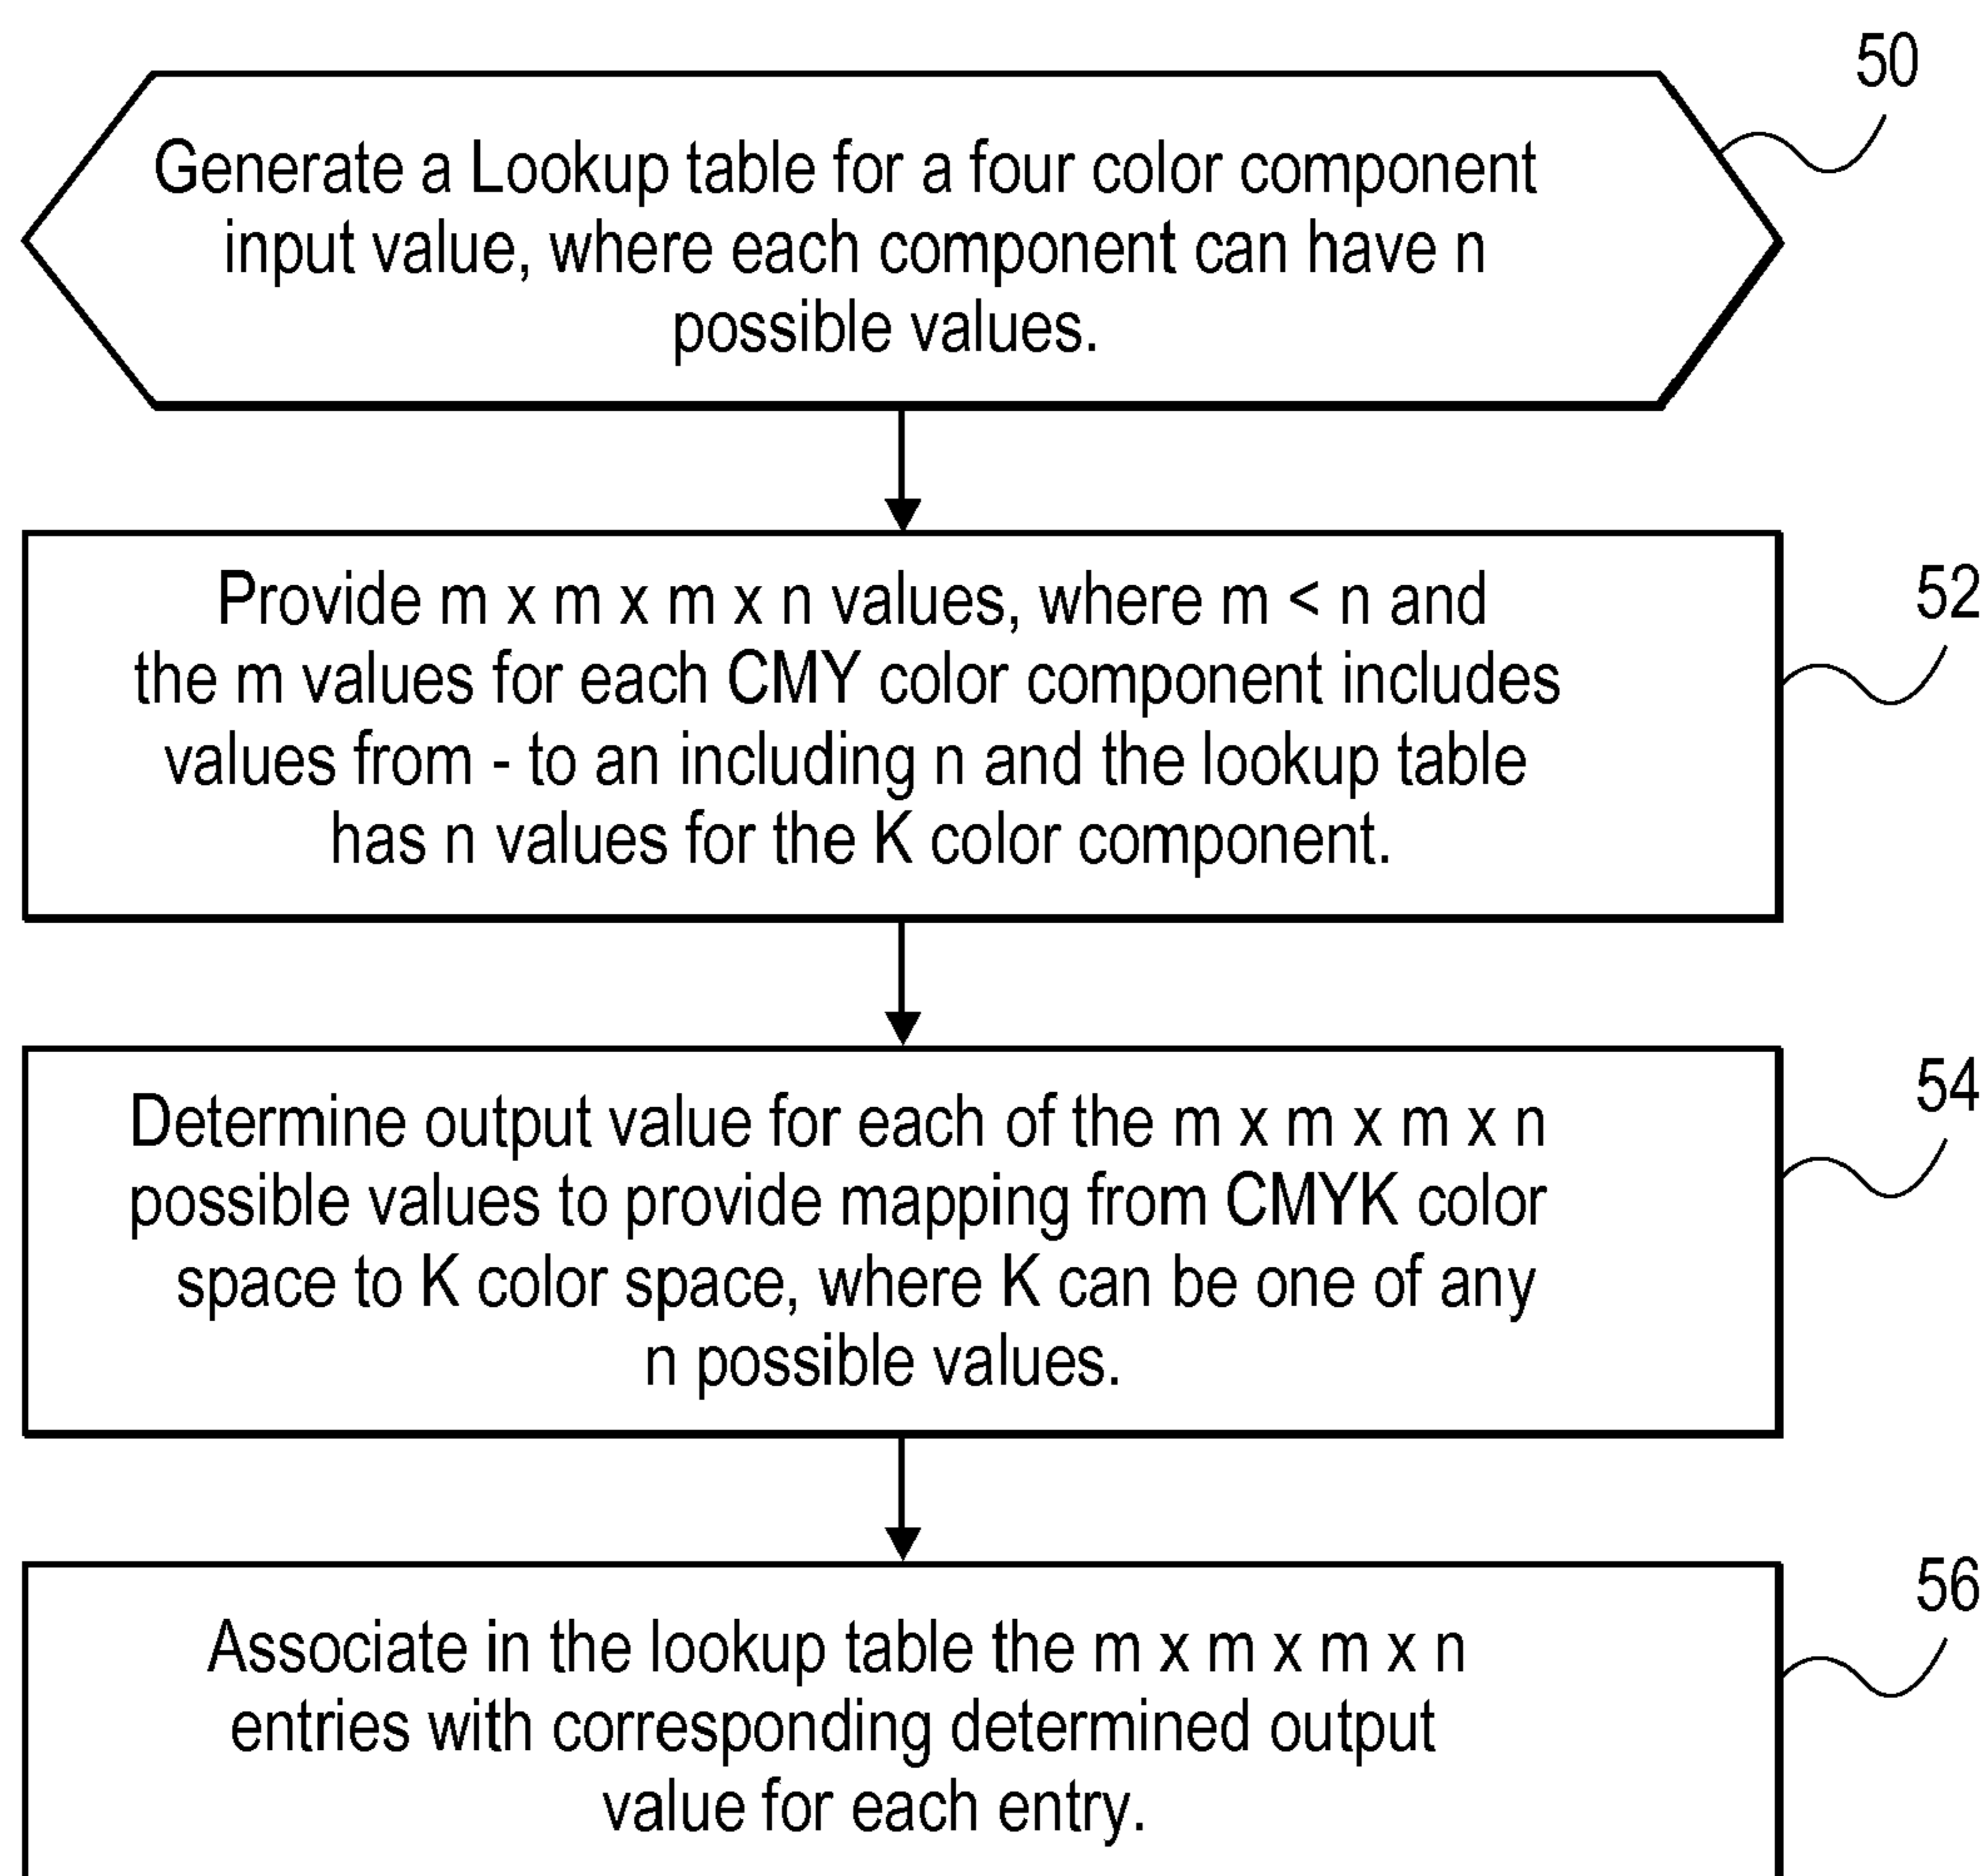 50
Generate a Lookup table for a four color component
input value, where each component can have n
possible values.
52
Provide m x m x m x n values, where m < n and
the m values for each CMY color component includes
values from - to an including n and the lookup table
has n values for the K color component.
54
Determine output value for each of the m x m x m x n
possible values to provide mapping from CMYK color
space to K color space, where K can be one of any
n possible values.
56
Associate in the lookup table the m x m x m x n
entries with corresponding determined output
value for each entry.